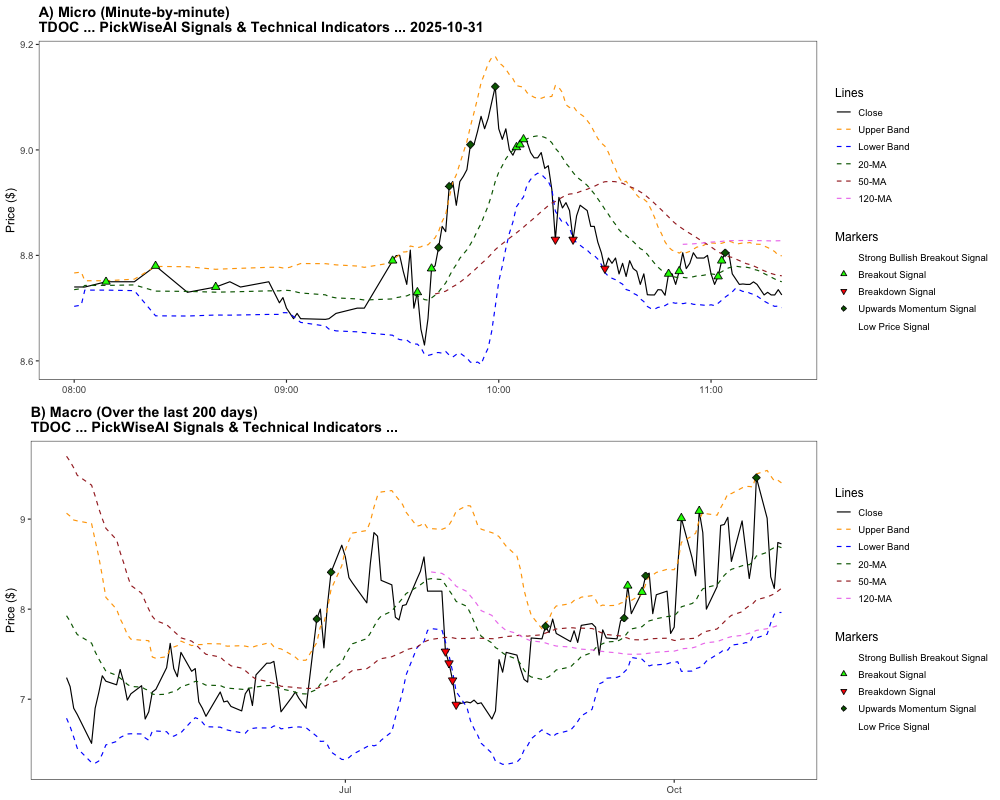 A) Micro (Minute-by-minute)
TDOC ... PickWiseAI Signals & Technical Indicators ... 2025-10-31
9.2
9.0
8.8
8.6
Price ($)
08:00
09:00
10:00
11:00
Lines
Close
Upper Band
Lower Band
20-MA
50-MA
120-MA
Markers
Strong Bullish Breakout Signal
Breakout Signal
Breakdown Signal
Upwards Momentum Signal
Low Price Signal
B) Macro (Over the last 200 days)
TDOC ... PickWiseAI Signals & Technical Indicators ...
9
8
7
Price ($)
Jul
Oct
Lines
Close
Upper Band
Lower Band
20-MA
50-MA
120-MA
Markers
Strong Bullish Breakout Signal
Breakout Signal
Breakdown Signal
Upwards Momentum Signal
Low Price Signal